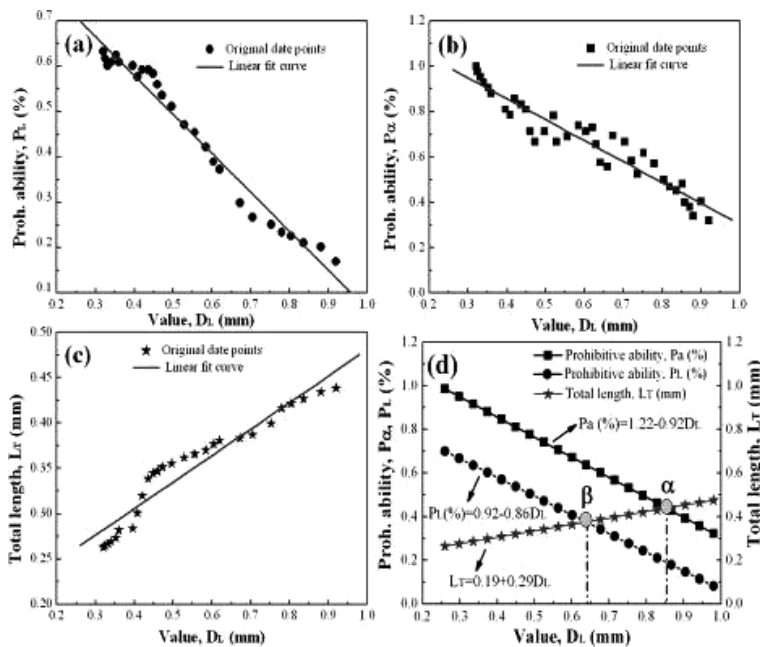 (a)
Original date points
Linear fit curve
Proh. ability, PL (%)
0.7
0.6
0.5
0.4
0.3
0.2
0.1
0.2 0.3 0.4 0.5 0.6 0.7 0.8 0.9 1.0
Value, DL (mm)
(b)
Original date points
Linear fit curve
Proh. ability, Pα (%)
1.2
1.0
0.8
0.6
0.4
0.2
0.0
0.2 0.3 0.4 0.5 0.6 0.7 0.8 0.9 1.0
Value, DL (mm)
(c)
Original date points
Linear fit curve
Total length, LT (mm)
0.50
0.45
0.40
0.35
0.30
0.25
0.20
0.2 0.3 0.4 0.5 0.6 0.7 0.8 0.9 1.0
Value, DL (mm)
(d)
Prohibitive ability, Pa (%)
Prohibitive ability, PL (%)
Total length, LT (mm)
Proh. ability, Pα, PL (%)
1.2
1.0
0.8
0.6
0.4
0.2
0.0
Pa (%)=1.22-0.92DL
β
α
PL(%)=0.92-0.86DL
LT=0.19+0.29DL
1.2
1.0
0.8
0.6
0.4
0.2
0.0
Total length, LT (mm)
0.2 0.3 0.4 0.5 0.6 0.7 0.8 0.9 1.0
Value, DL (mm)